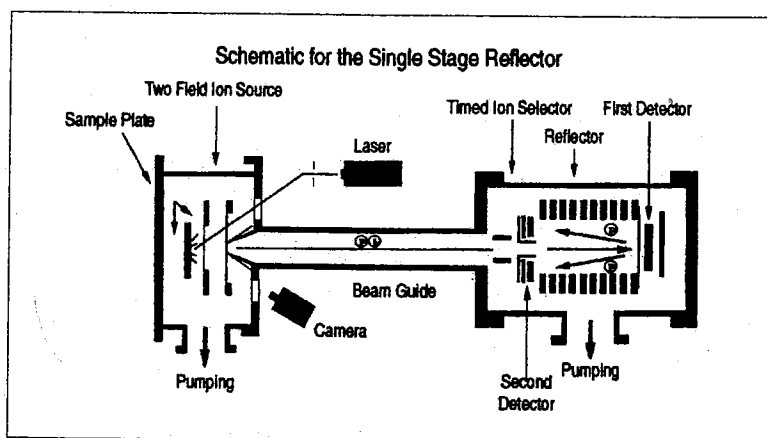 Schematic for the Single Stage Reflector
Two Field Ion Source
Timed Ion Selector
First Detector
Sample Plate
Reflector
Laser
Beam Guide
Camera
Pumping
Second
Detector
Pumping